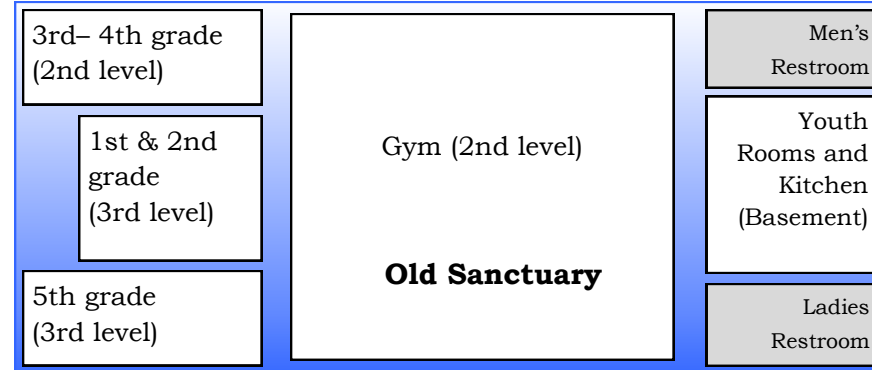 3rd– 4th grade
(2nd level)
1st & 2nd
grade
(3rd level)
5th grade
(3rd level)
Gym (2nd level)
Old Sanctuary
Men’s
Restroom
Youth
Rooms and
Kitchen
(Basement)
Ladies
Restroom